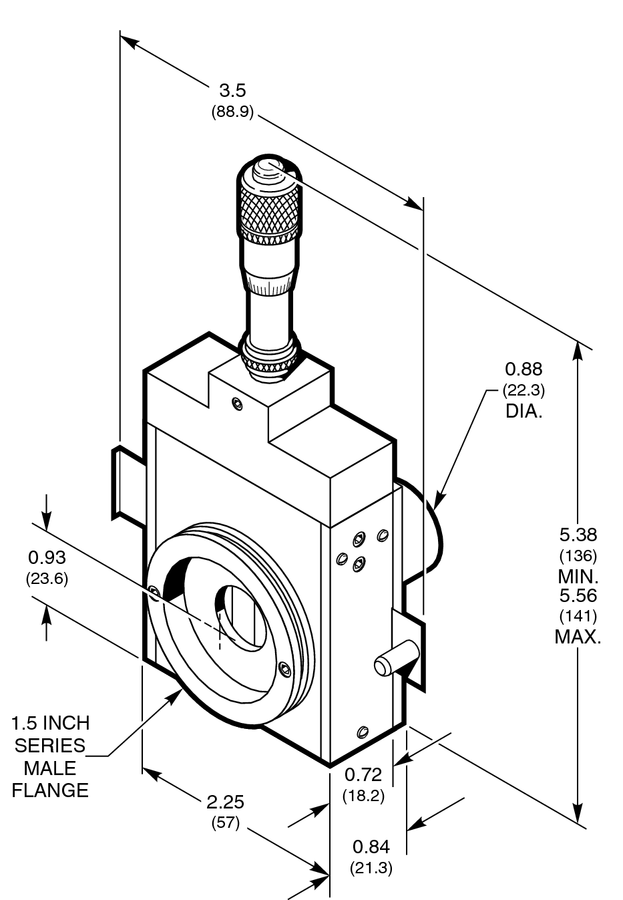 3.5
(88.9)
0.88
(22.3)
DIA.
5.38
(136)
MIN.
5.56
(141)
MAX.
0.93
(23.6)
1.5 INCH
SERIES
MALE
FLANGE
0.72
(18.2)
2.25
(57)
0.84
(21.3)